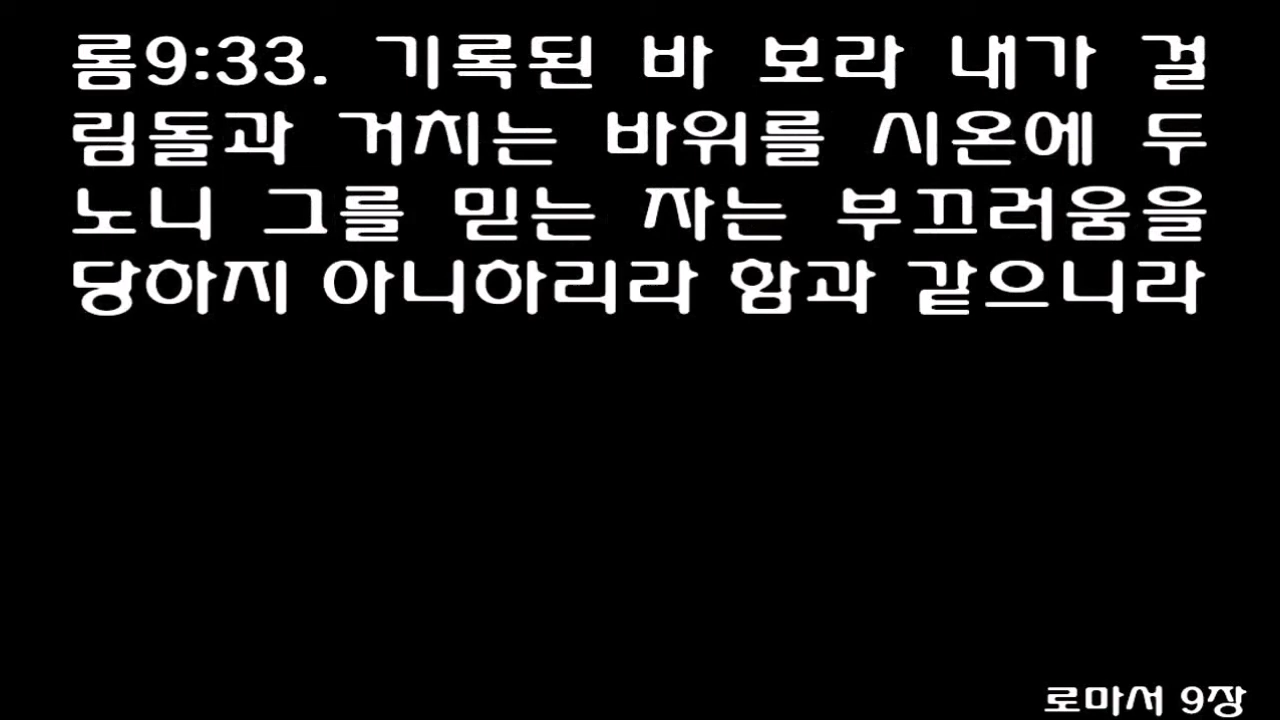 롬9:33. 기록된 바 보라 내가 걸
림돌과 거치는 바위를 시온에 두
노니 그를 믿는 자는 부끄러움을
당하지 아니하리라 함과 같으니라
로마서 9장